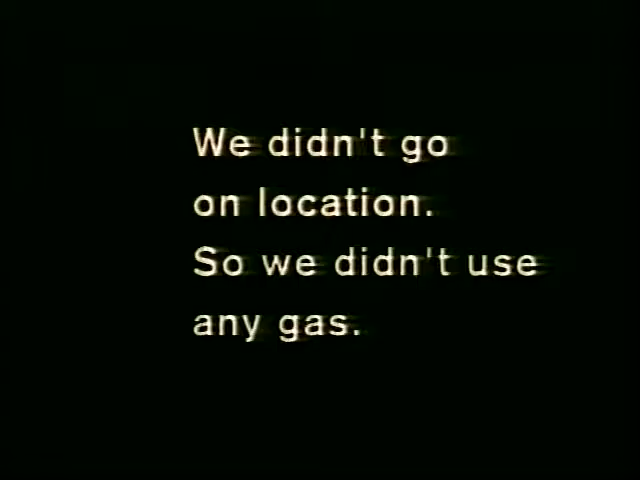 We didn't go
on location.
So we didn't use
any gas.